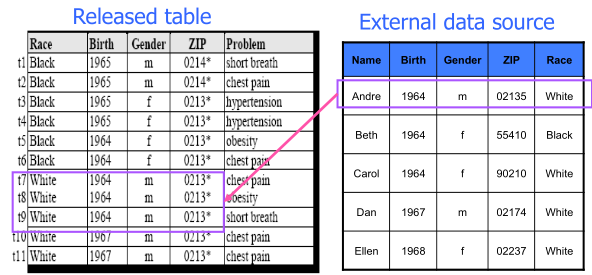 Released table
External data source
Race Birth Gender ZIP Problem
t1 Black 1965 m 0214* short breath
t2 Black 1965 m 0214* chest pain
t3 Black 1965 f 0213* hypertension
t4 Black 1965 f 0213* hypertension
t5 Black 1964 f 0213* obesity
t6 Black 1964 f 0213* chest pain
t7 White 1964 m 0213* chest pain
t8 White 1964 m 0213* obesity
t9 White 1964 m 0213* short breath
t10 White 1967 m 0213* chest pain
t11 White 1967 m 0213* chest pain
Name Birth Gender ZIP Race
Andre 1964 m 02135 White
Beth 1964 f 55410 Black
Carol 1964 f 90210 White
Dan 1967 m 02174 White
Ellen 1968 f 02237 White